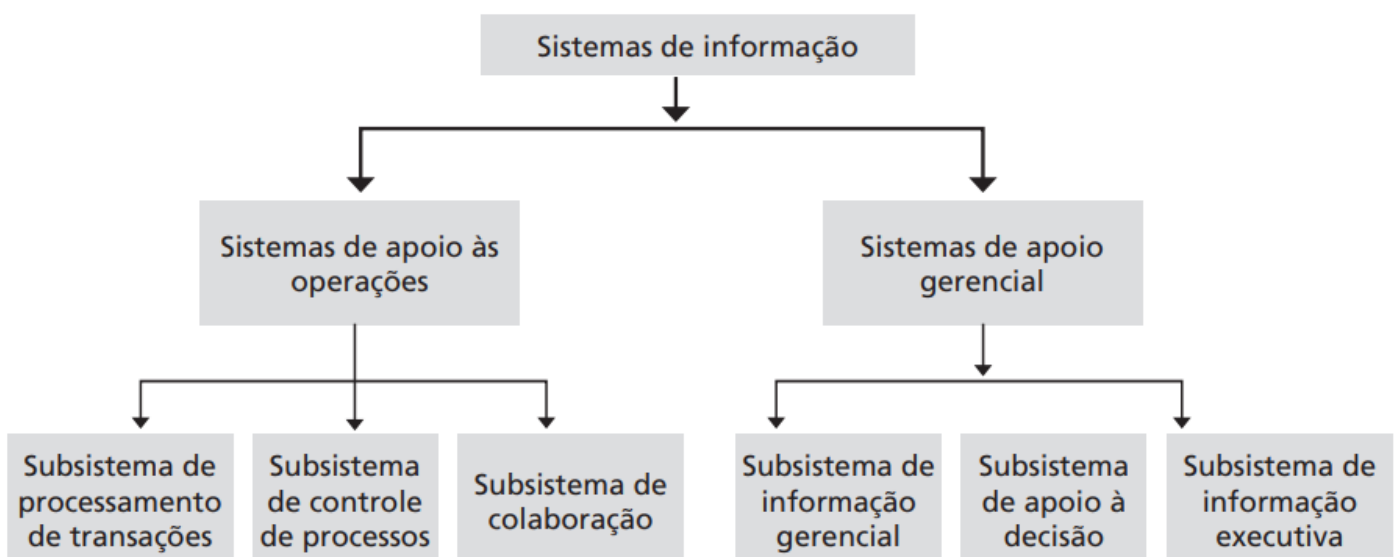 Sistemas de informação
Sistemas de apoio às
operações
Sistemas de apoio
gerencial
Subsistema de
processamento
de transações
Subsistema
de controle
de processos
Subsistema de
colaboração
Subsistema de
informação
gerencial
Subsistema
de apoio à
decisão
Subsistema de
informação
executiva